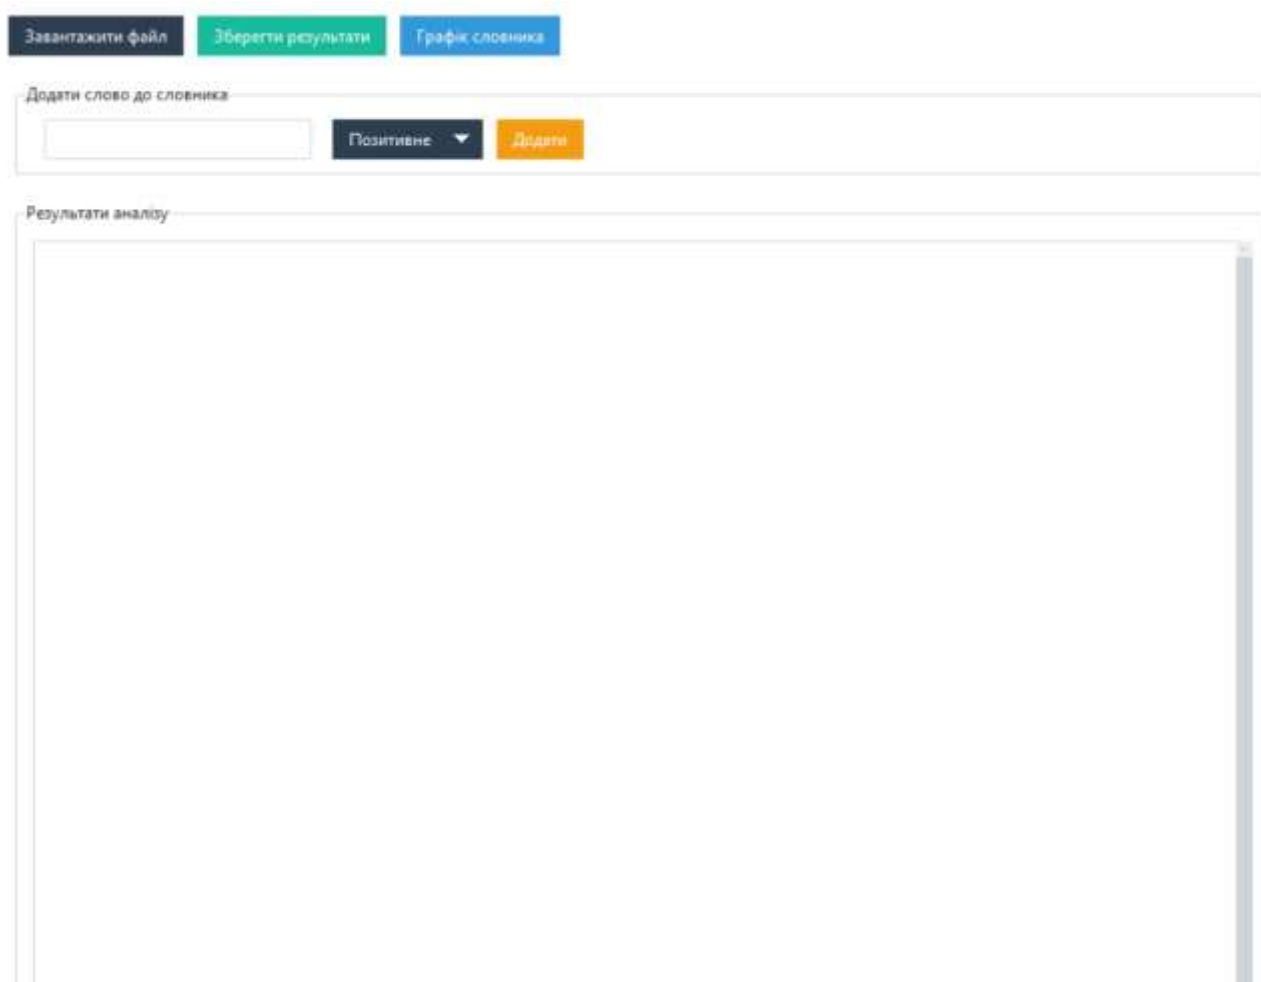 Завантажити файл
Зберегти результати
Графік словника
Додати слово до словника
Позитивне
Додати
Результати аналізу